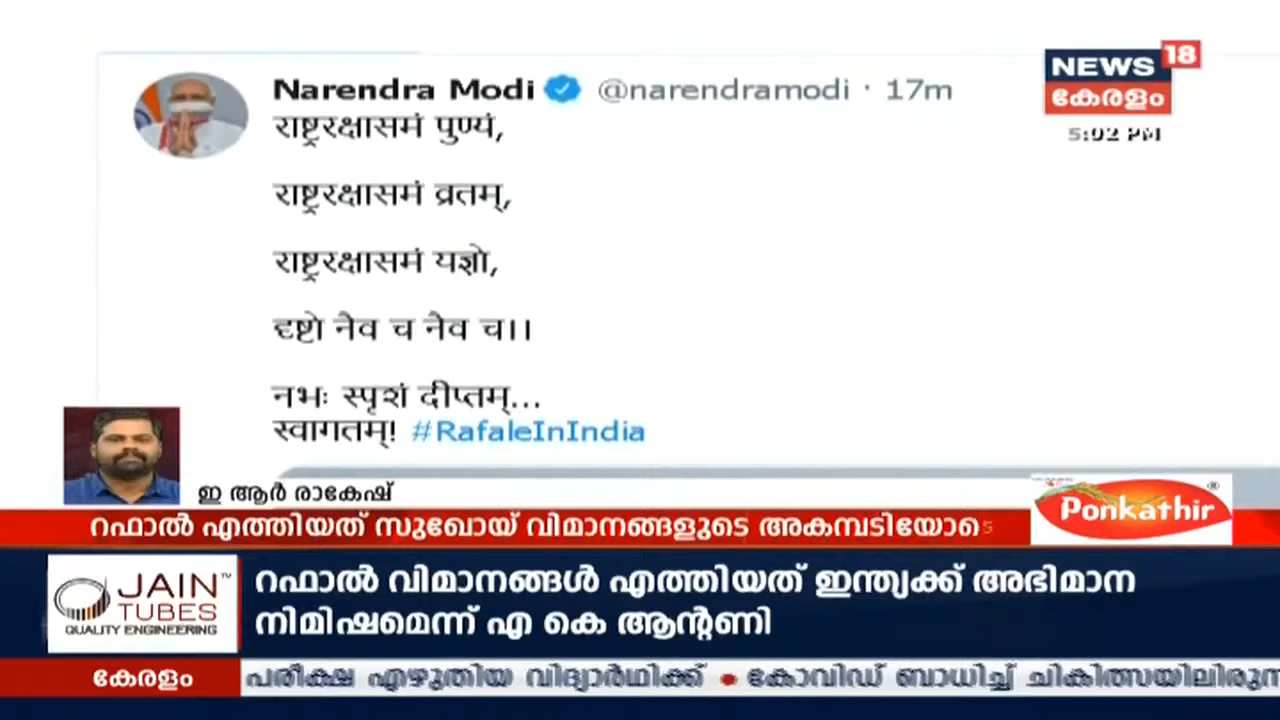 Narendra Modi @narendramodi · 17m
राष्ट्ररक्षासमं पुण्यं,
राष्ट्ररक्षासमं व्रतम्,
राष्ट्ररक्षासमं यज्ञो,
दृष्टो नैव च नैव च।।
नभः स्पृशं दीप्तम्...
स्वागतम्! #RafaleInIndia
NEWS 18
കേരളം
5:02 PM
ഇ ആർ രാകേഷ്
റഫാൽ എത്തിയത് സുഖോയ് വിമാനങ്ങളുടെ അകമ്പടിയോടെ
Ponkathir ®
JAIN TM
TUBES
QUALITY ENGINEERING
റഫാൽ വിമാനങ്ങൾ എത്തിയത് ഇന്ത്യക്ക് അഭിമാന
നിമിഷമെന്ന് എ കെ ആന്റണി
കേരളം
പരീക്ഷ എഴുതിയ വിദ്യാർഥിക്ക് • കോവിഡ് ബാധിച്ച് ചികിത്സയിലിരുന്ന